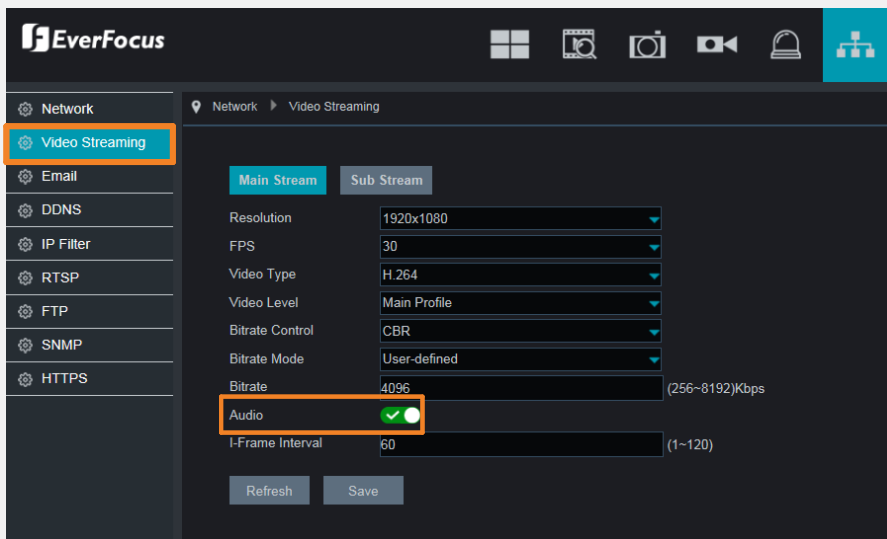 EverFocus
Network
Video Streaming
Email
DDNS
IP Filter
RTSP
FTP
SNMP
HTTPS
Network Video Streaming
Main Stream Sub Stream
Resolution 1920x1080
FPS 30
Video Type H.264
Video Level Main Profile
Bitrate Control CBR
Bitrate Mode User-defined
Bitrate 4096 (256~8192)Kbps
Audio
I-Frame Interval 60 (1~120)
Refresh Save